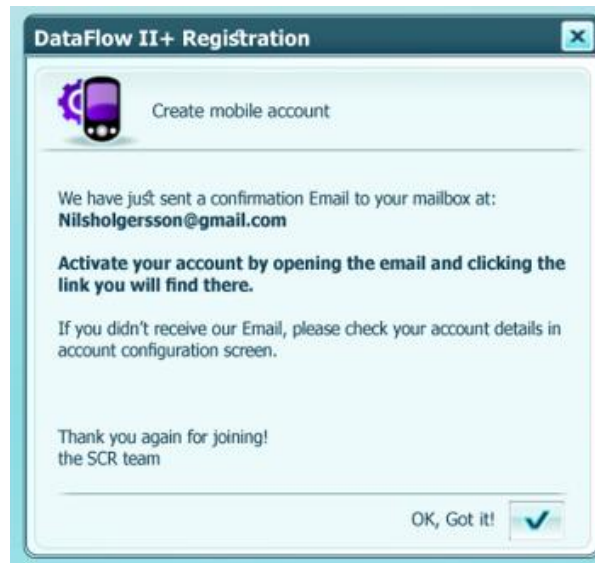 DataFlow II+ Registration
Create mobile account
We have just sent a confirmation Email to your mailbox at:
Nilsholgersson@gmail.com
Activate your account by opening the email and clicking the
link you will find there.
If you didn't receive our Email, please check your account details in
account configuration screen.
Thank you again for joining!
the SCR team
OK, Got it!